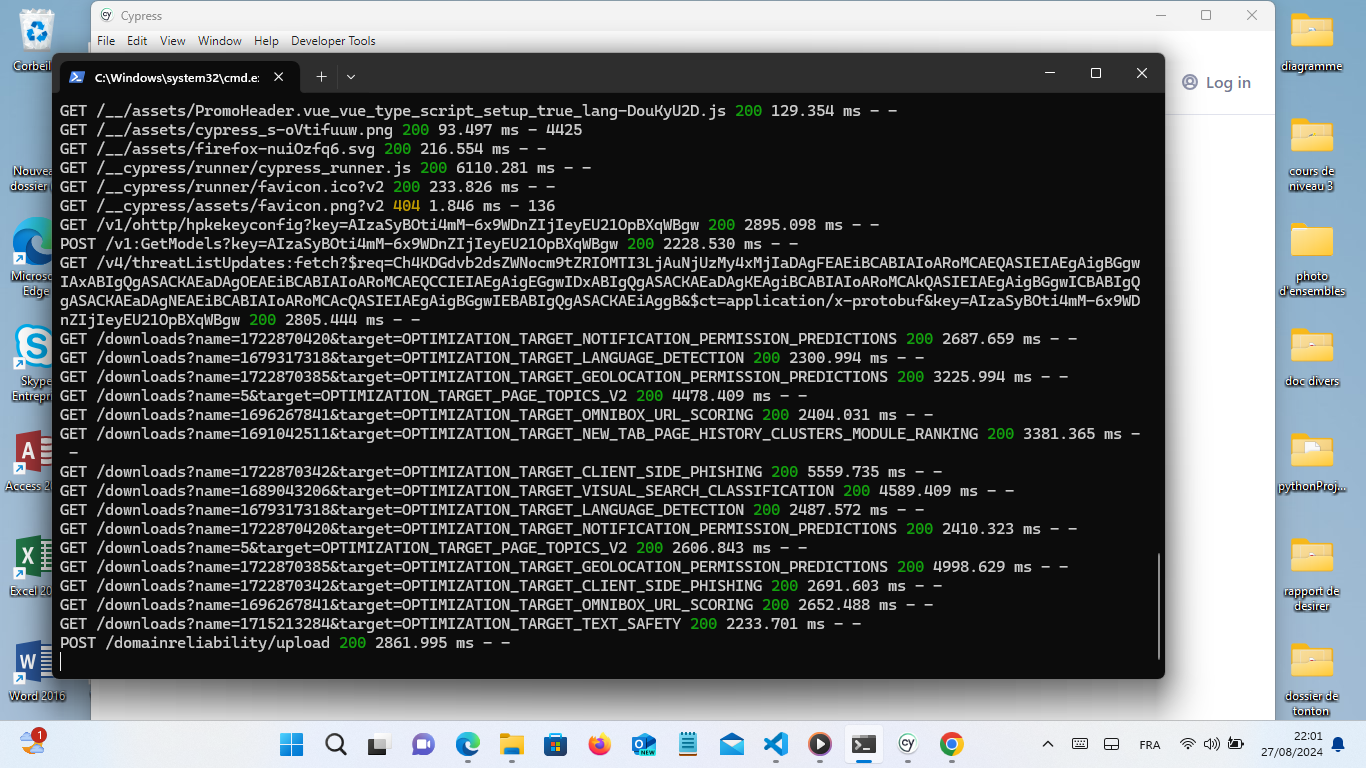 Cypress
File Edit View Window Help Developer Tools
Log in
C:\Windows\system32\cmd.e
GET /__/assets/PromoHeader.vue_vue_type_script_setup_true_lang-DouKyU2D.js 200 129.354 ms - -
GET /__/assets/cypress_s-oVtifuuw.png 200 93.497 ms - 4425
GET /__/assets/firefox-nuiOzfq6.svg 200 216.554 ms - -
GET /__cypress/runner/cypress_runner.js 200 6110.281 ms - -
GET /__cypress/runner/favicon.ico?v2 200 233.826 ms - -
GET /__cypress/assets/favicon.png?v2 404 1.846 ms - 136
GET /v1/ohttp/hpkekeyconfig?key=AIzaSyBOti4mM-6x9WDnZIjIeyEU21OpBXqWBgw 200 2895.098 ms - -
POST /v1:GetModels?key=AIzaSyBOti4mM-6x9WDnZIjIeyEU21OpBXqWBgw 200 2228.530 ms - -
GET /v4/threatListUpdates:fetch?$req=Ch4KDGdvb2dsZWNocm9tZRIOMTI3LjAuNjUzMy4xMjIaDAgFEAEiBCABIAIoARoMCAEQASIEIAEgAigBGgw
IAxABIgQgASACKAEaDAgOEAEiBCABIAIoARoMCAEQCCIEIAEgAigEGgwIDxABIgQgASACKAEaDAgKEAgiBCABIAIoARoMCAkQASIEIAEgAigBGgwICBABIgQ
gASACKAEaDAgNEAEiBCABIAIoARoMCAcQASIEIAEgAigBGgwIEBABIgQgASACKAEiAggB&$ct=application/x-protobuf&key=AIzaSyBOti4mM-6x9WD
nZIjIeyEU21OpBXqWBgw 200 2805.444 ms - -
GET /downloads?name=1722870420&target=OPTIMIZATION_TARGET_NOTIFICATION_PERMISSION_PREDICTIONS 200 2687.659 ms - -
GET /downloads?name=1679317318&target=OPTIMIZATION_TARGET_LANGUAGE_DETECTION 200 2300.994 ms - -
GET /downloads?name=1722870385&target=OPTIMIZATION_TARGET_GEOLOCATION_PERMISSION_PREDICTIONS 200 3225.994 ms - -
GET /downloads?name=5&target=OPTIMIZATION_TARGET_PAGE_TOPICS_V2 200 4478.409 ms - -
GET /downloads?name=1696267841&target=OPTIMIZATION_TARGET_OMNIBOX_URL_SCORING 200 2404.031 ms - -
GET /downloads?name=1691042511&target=OPTIMIZATION_TARGET_NEW_TAB_PAGE_HISTORY_CLUSTERS_MODULE_RANKING 200 3381.365 ms -
-
GET /downloads?name=1722870342&target=OPTIMIZATION_TARGET_CLIENT_SIDE_PHISHING 200 5559.735 ms - -
GET /downloads?name=1689043206&target=OPTIMIZATION_TARGET_VISUAL_SEARCH_CLASSIFICATION 200 4589.409 ms - -
GET /downloads?name=1679317318&target=OPTIMIZATION_TARGET_LANGUAGE_DETECTION 200 2487.572 ms - -
GET /downloads?name=1722870420&target=OPTIMIZATION_TARGET_NOTIFICATION_PERMISSION_PREDICTIONS 200 2410.323 ms - -
GET /downloads?name=5&target=OPTIMIZATION_TARGET_PAGE_TOPICS_V2 200 2606.843 ms - -
GET /downloads?name=1722870385&target=OPTIMIZATION_TARGET_GEOLOCATION_PERMISSION_PREDICTIONS 200 4998.629 ms - -
GET /downloads?name=1722870342&target=OPTIMIZATION_TARGET_CLIENT_SIDE_PHISHING 200 2691.603 ms - -
GET /downloads?name=1696267841&target=OPTIMIZATION_TARGET_OMNIBOX_URL_SCORING 200 2652.488 ms - -
GET /downloads?name=1715213284&target=OPTIMIZATION_TARGET_TEXT_SAFETY 200 2233.701 ms - -
POST /domainreliability/upload 200 2861.995 ms - -
Corbeil
Nouvea
dossier (
Micros
Edge
Skype
Entrepri
Access 20
Excel 20
Word 2016
diagramme
cours de
niveau 3
photo
d'ensembles
doc divers
pythonProj...
rapport de
desirer
dossier de
tonton
1
NEW
FRA
22:01
27/08/2024